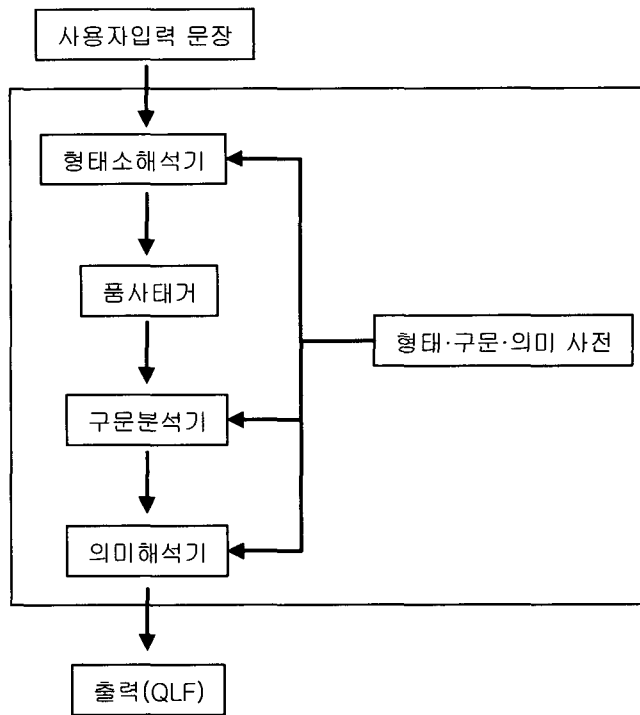 사용자입력 문장
형태소해석기
품사태거
형태·구문·의미 사전
구문분석기
의미해석기
출력(QLF)